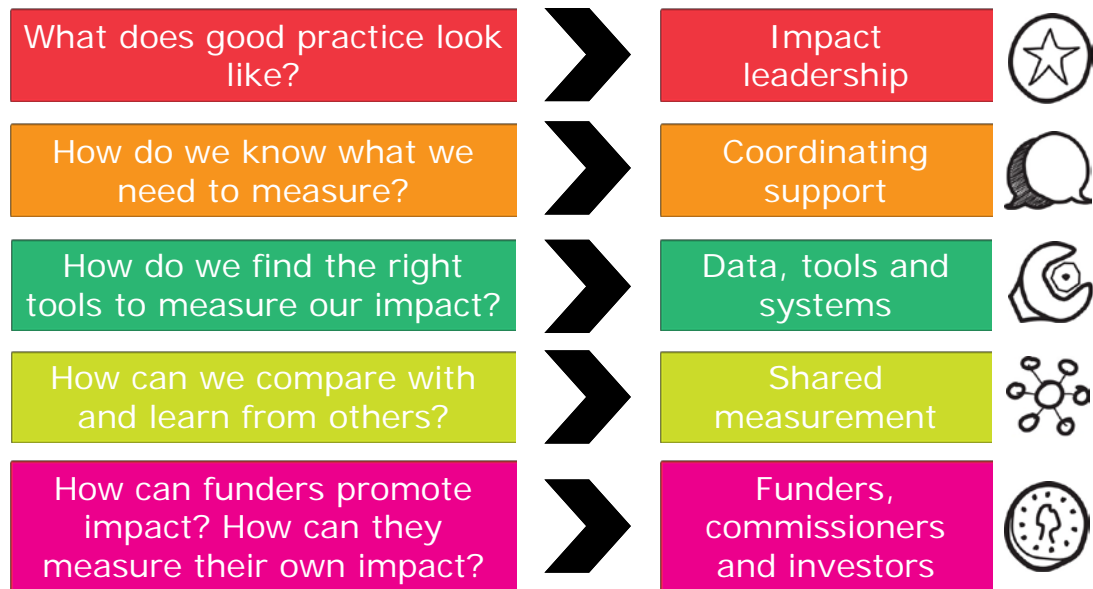 What does good practice look
like?
Impact
leadership
How do we know what we
need to measure?
Coordinating
support
How do we find the right
tools to measure our impact?
Data, tools and
systems
How can we compare with
and learn from others?
Shared
measurement
How can funders promote
impact? How can they
measure their own impact?
Funders,
commissioners
and investors